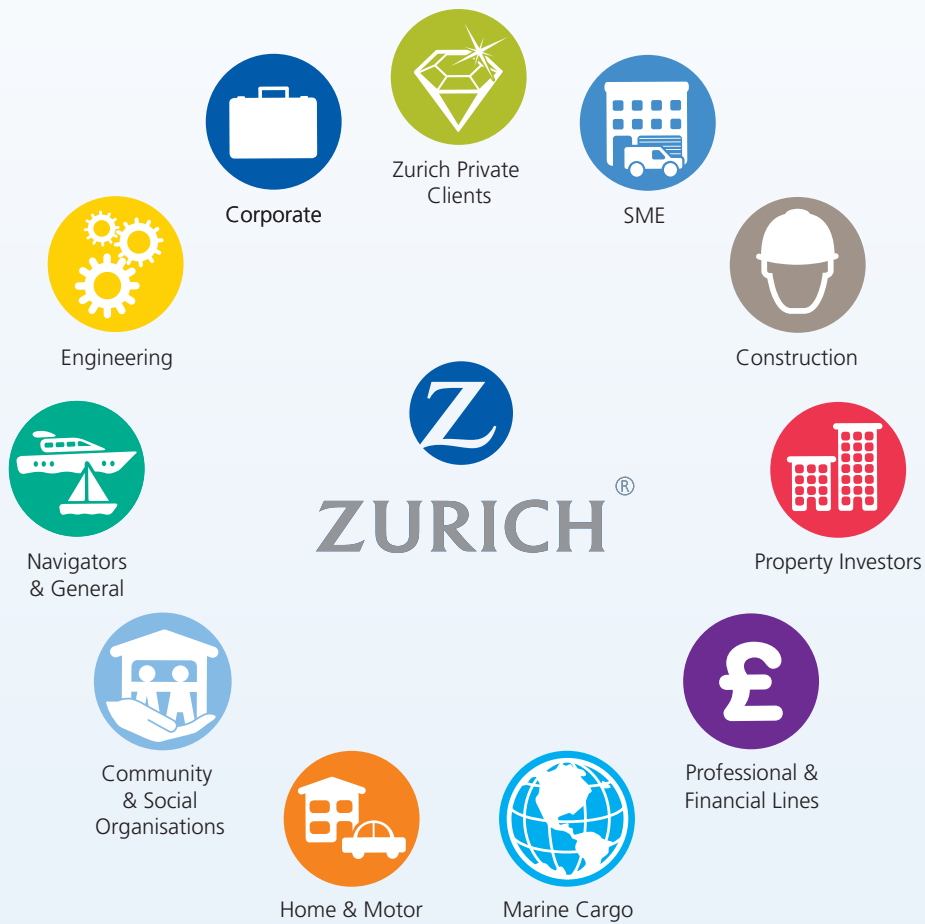 Zurich Private
Clients
Corporate
SME
Engineering
Construction
Z
ZURICH®
Navigators
& General
Property Investors
£
Community
& Social
Organisations
Professional &
Financial Lines
Home & Motor
Marine Cargo